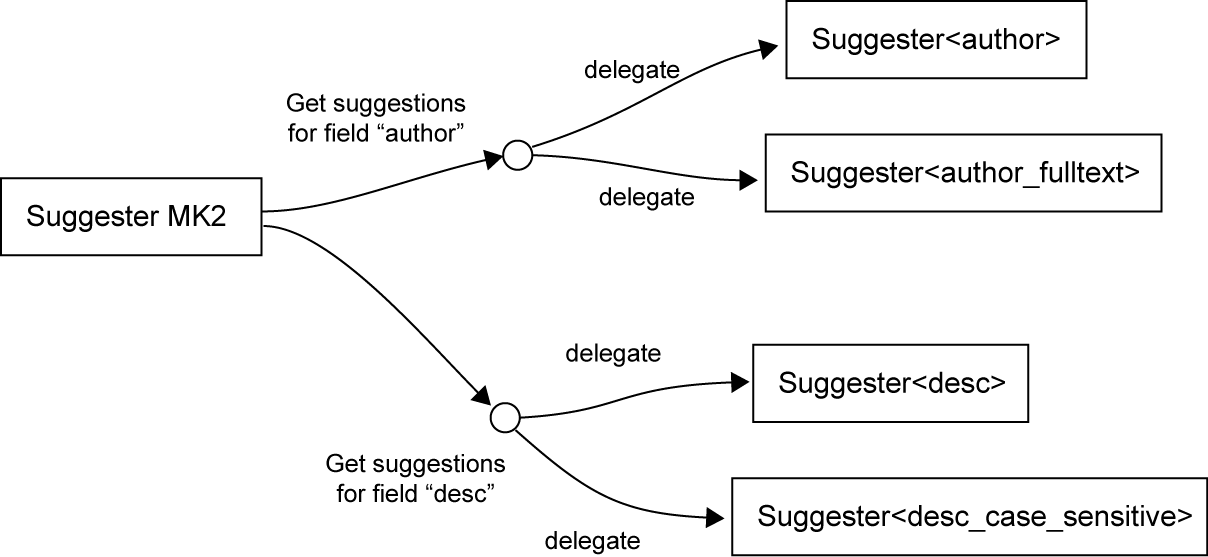 Suggester<author>
delegate
Get suggestions
for field “author”
Suggester<author_fulltext>
delegate
Suggester MK2
delegate
Suggester<desc>
Get suggestions
for field “desc”
Suggester<desc_case_sensitive>
delegate